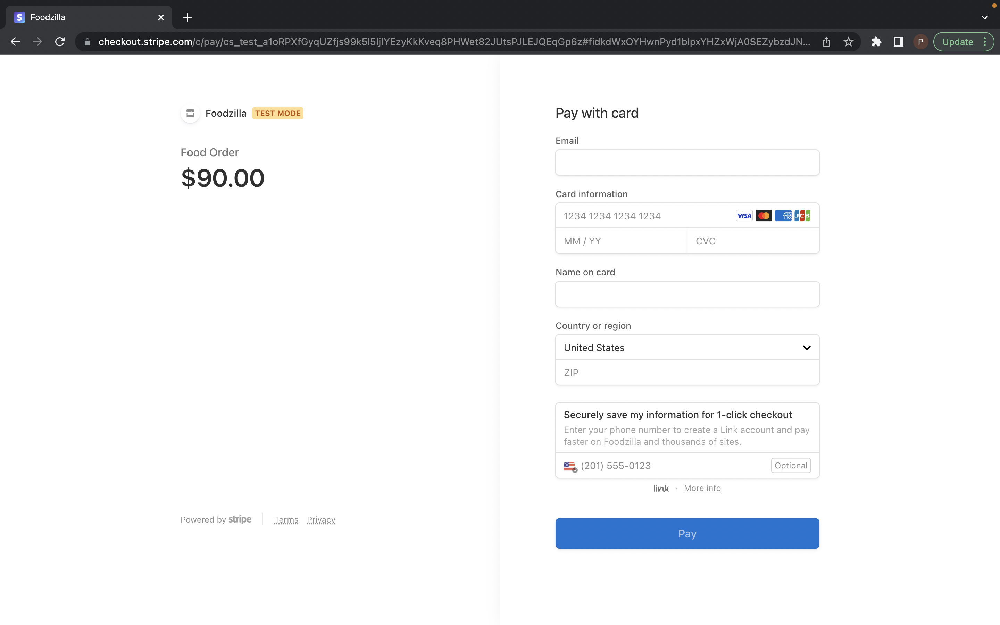 Foodzilla
checkout.stripe.com/c/pay/cs_test_a1oRPXfGyqUZfjs99k5I5IjlYEzyKkKveq8PHWet82JUtsPJLEJQEqGp6z#fidkdWxOYHwnPyd1blpxYHZxWjA0SEZybzdJN...
P
Update
Foodzilla TEST MODE
Food Order
$90.00
Powered by stripe
Terms Privacy
Pay with card
Email
Card information
1234 1234 1234 1234
VISA AMEX JCB
MM / YY CVC
Name on card
Country or region
United States
ZIP
Securely save my information for 1-click checkout
Enter your phone number to create a Link account and pay
faster on Foodzilla and thousands of sites.
(201) 555-0123 Optional
link · More info
Pay